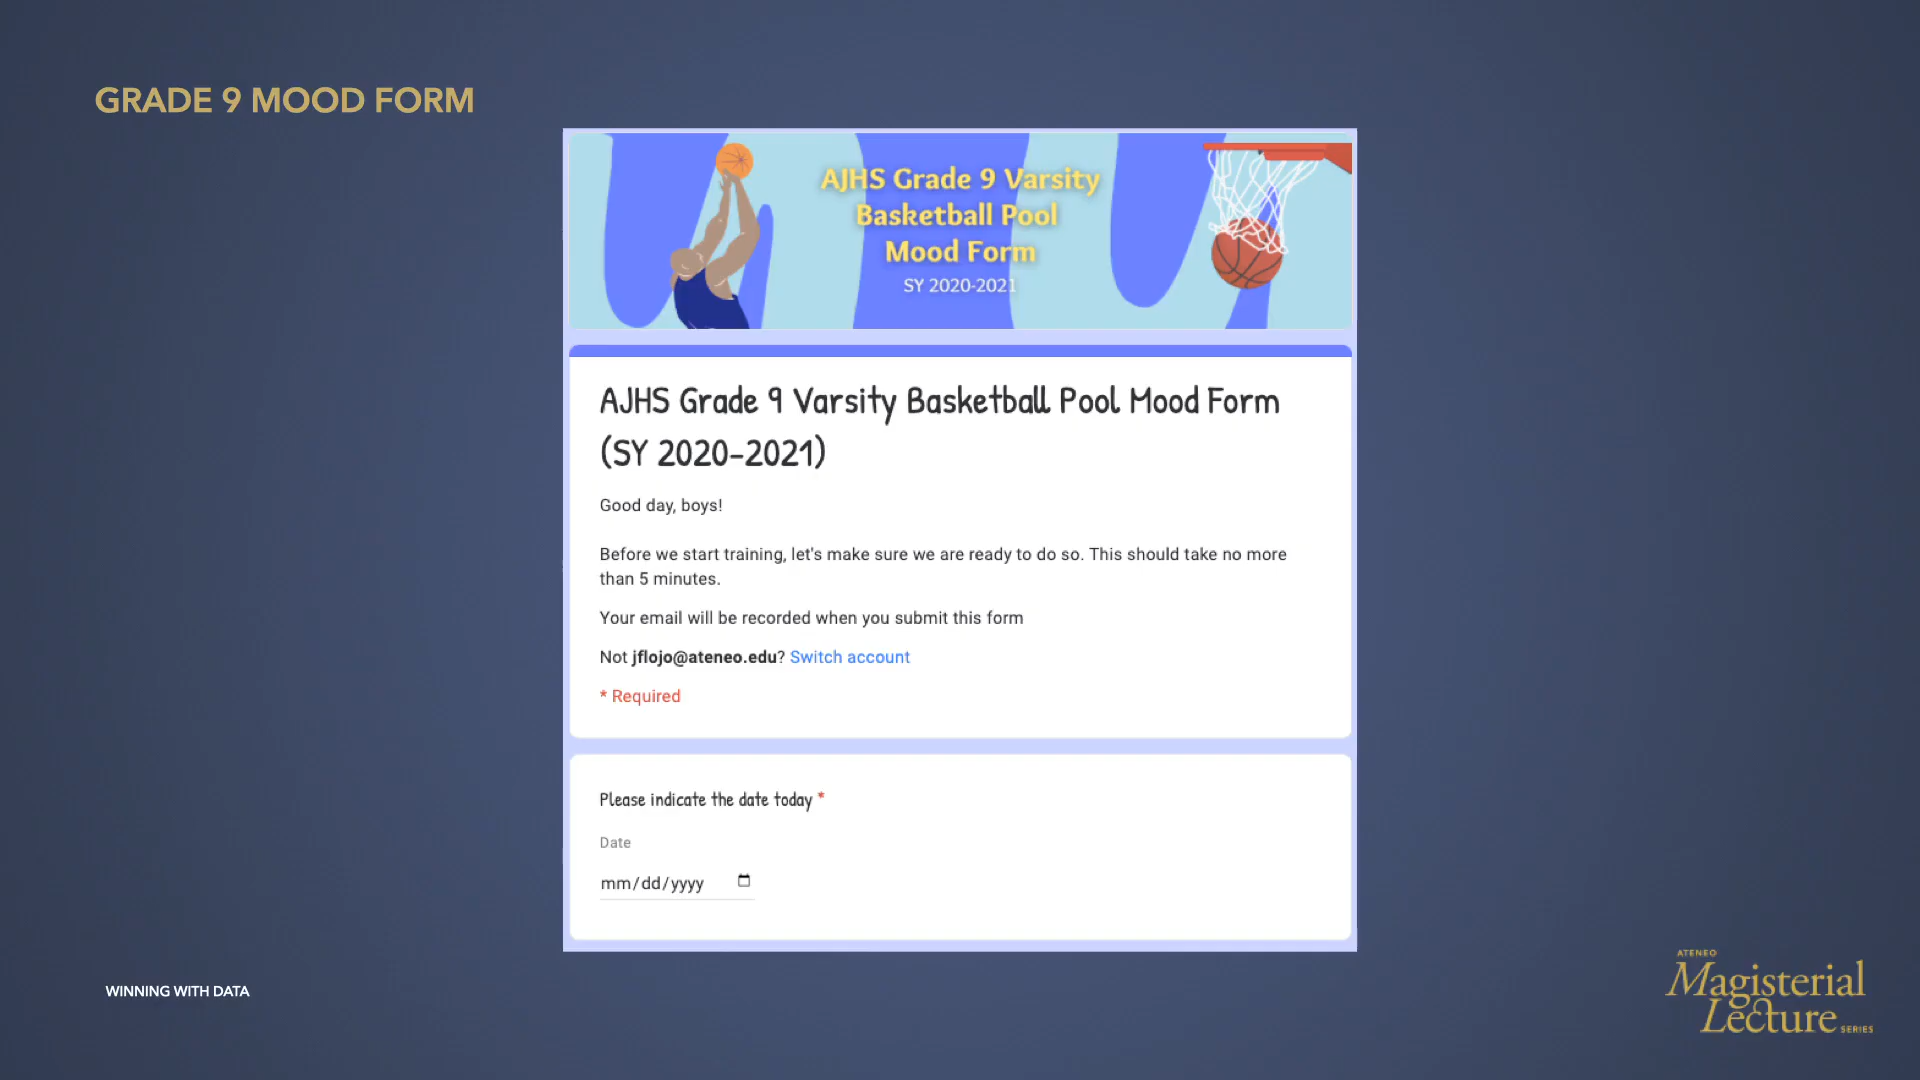 GRADE 9 MOOD FORM
AJHS Grade 9 Varsity
Basketball Pool
Mood Form
SY 2020-2021
AJHS Grade 9 Varsity Basketball Pool Mood Form
(SY 2020-2021)
Good day, boys!
Before we start training, let's make sure we are ready to do so. This should take no more
than 5 minutes.
Your email will be recorded when you submit this form
Not jflojo@ateneo.edu? Switch account
* Required
Please indicate the date today *
Date
mm/dd/yyyy
WINNING WITH DATA
ATENEO
Magisterial
Lecture SERIES